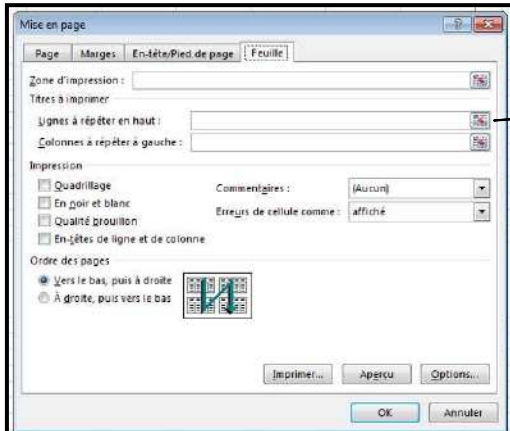 Mise en page
Page Marges En-tête/Pied de page Feuille
Zone d'impression :
Titres à imprimer
Lignes à répéter en haut :
Colonnes à répéter à gauche :
Impression
Quadrillage Commentaires : (Aucun)
En noir et blanc Erreurs de cellule comme : affiché
Qualité brouillon
En-têtes de ligne et de colonne
Ordre des pages
Vers le bas, puis à droite
À droite, puis vers le bas
Imprimer... Aperçu Options...
OK Annuler